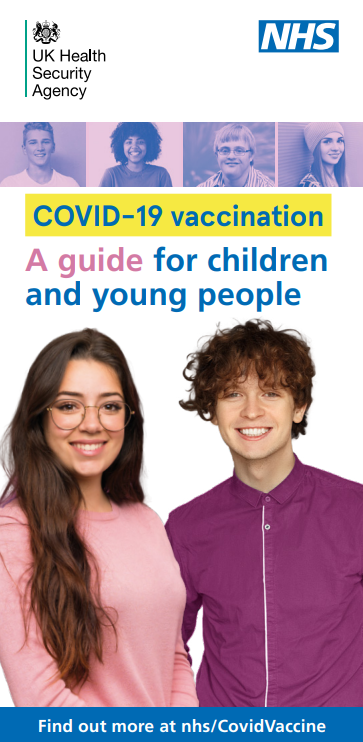 UK Health
Security
Agency
NHS
COVID-19 vaccination
A guide for children
and young people
Find out more at nhs/CovidVaccine